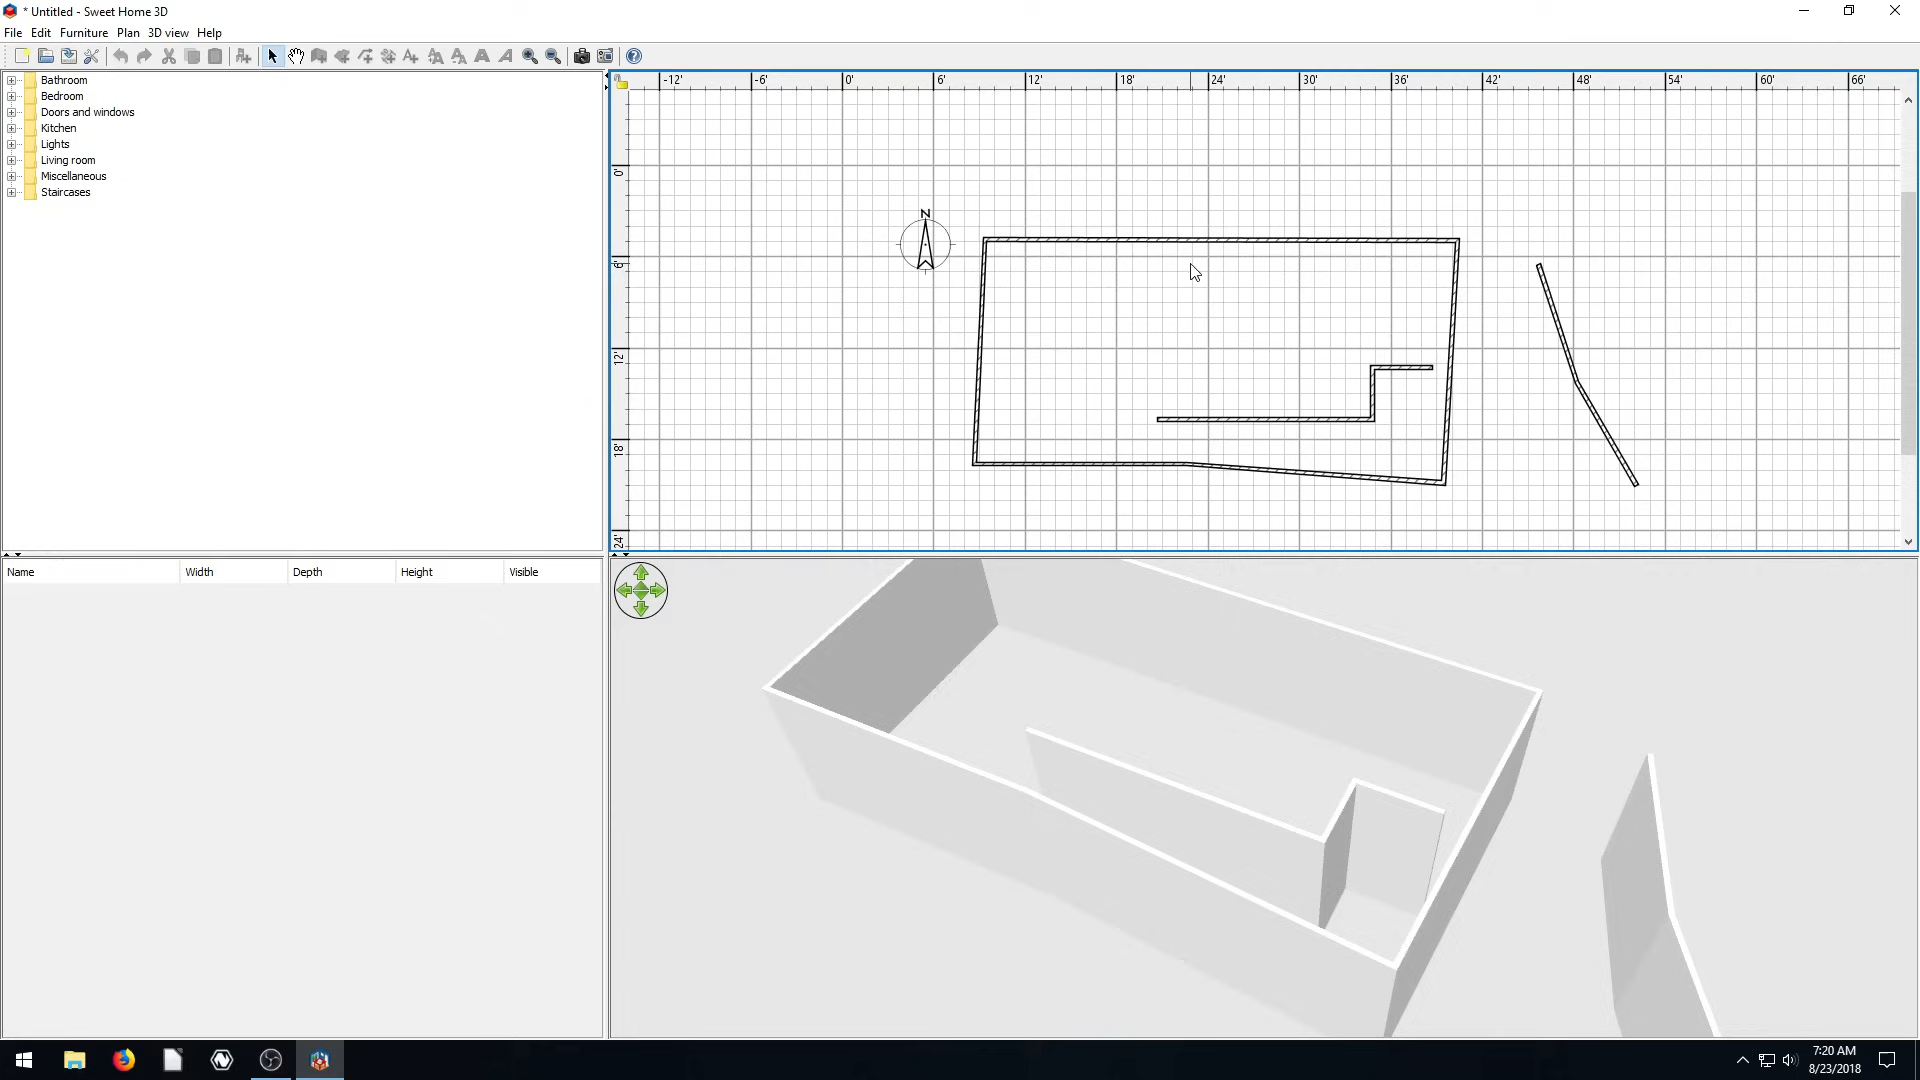 * Untitled - Sweet Home 3D
File Edit Furniture Plan 3D view Help
Bathroom
Bedroom
Doors and windows
Kitchen
Lights
Living room
Miscellaneous
Staircases
-12' -6' 0' 6' 12' 18' 24' 30' 36' 42' 48' 54' 60' 66'
0'
6'
12'
18'
24'
N
Name Width Depth Height Visible
7:20 AM
8/23/2018